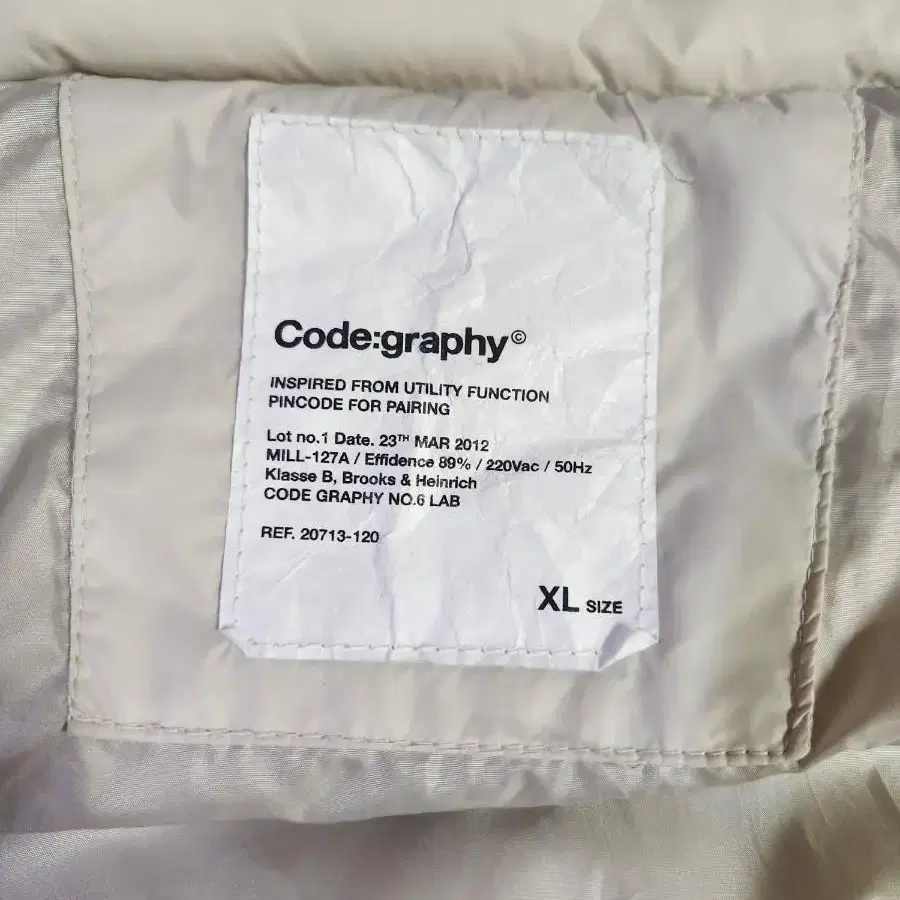 Code:graphy©
INSPIRED FROM UTILITY FUNCTION
PINCODE FOR PAIRING
Lot no.1 Date. 23TH MAR 2012
MILL-127A / Effidence 89% / 220Vac / 50Hz
Klasse B, Brooks & Heinrich
CODE GRAPHY NO.6 LAB
REF. 20713-120
XL SIZE